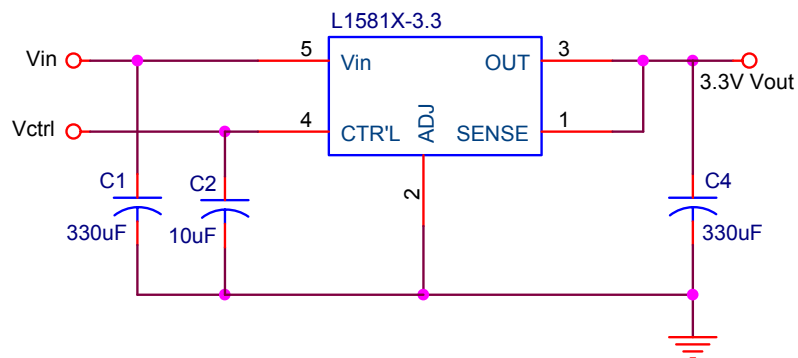 L1581X-3.3
Vin
5
Vin
OUT
3
3.3V Vout
Vctrl
4
CTR'L
ADJ
SENSE
1
2
C1
330uF
C2
10uF
C4
330uF